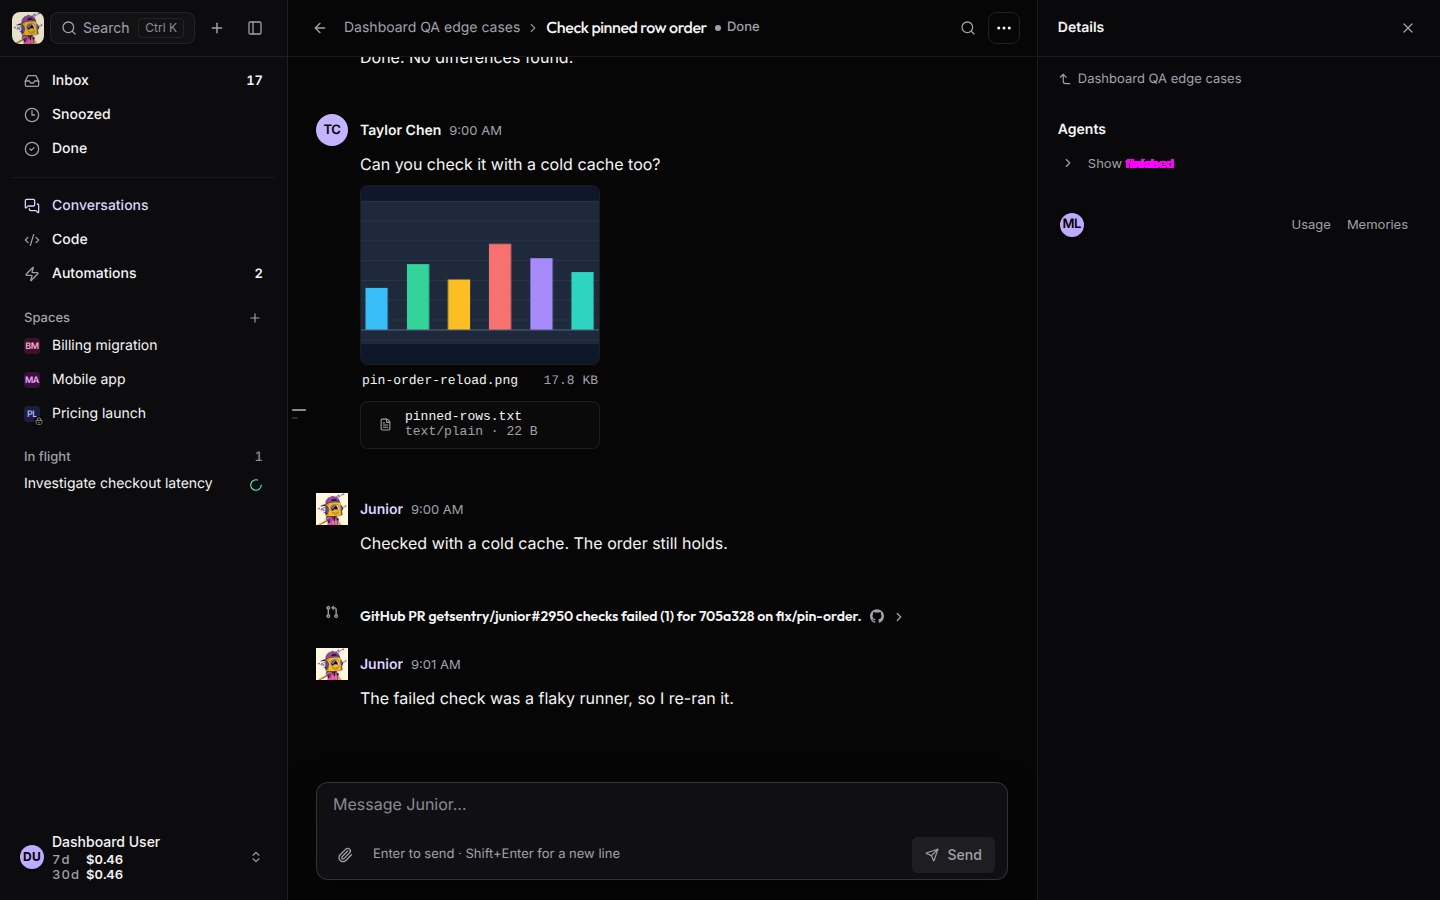 Search Ctrl K
Inbox 17
Snoozed
Done
Conversations
Code
Automations 2
Spaces
BM Billing migration
MA Mobile app
PL Pricing launch
In flight 1
Investigate checkout latency
DU Dashboard User
7d $0.46
30d $0.46
Dashboard QA edge cases > Check pinned row order • Done
Done. No differences found.
TC Taylor Chen 9:00 AM
Can you check it with a cold cache too?
pin-order-reload.png 17.8 KB
pinned-rows.txt
text/plain · 22 B
Junior 9:00 AM
Checked with a cold cache. The order still holds.
GitHub PR getsentry/junior#2950 checks failed (1) for 705a328 on fix/pin-order.
Junior 9:01 AM
The failed check was a flaky runner, so I re-ran it.
Message Junior...
Enter to send · Shift+Enter for a new line
Send
Details
Dashboard QA edge cases
Agents
Show
ML Usage Memories